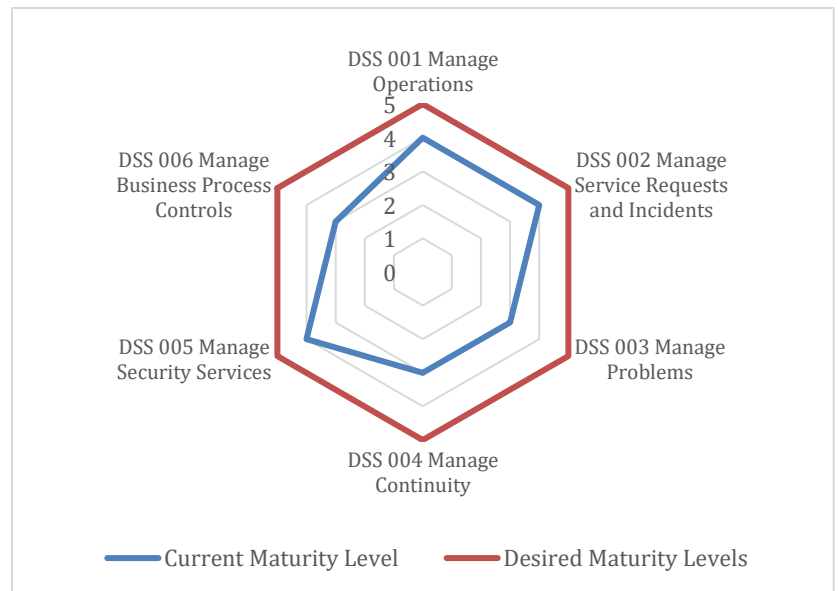 DSS 001 Manage
Operations
5
4
3
2
1
0
DSS 006 Manage
Business Process
Controls
DSS 002 Manage
Service Requests
and Incidents
DSS 005 Manage
Security Services
DSS 003 Manage
Problems
DSS 004 Manage
Continuity
Current Maturity Level
Desired Maturity Levels